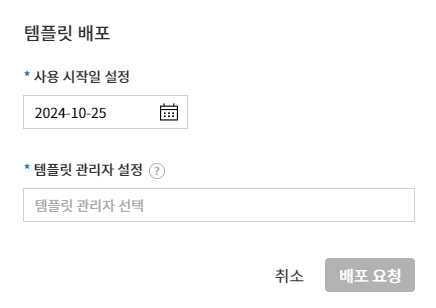 템플릿 배포
* 사용 시작일 설정
2024-10-25
* 템플릿 관리자 설정 ?
템플릿 관리자 선택
취소 배포 요청